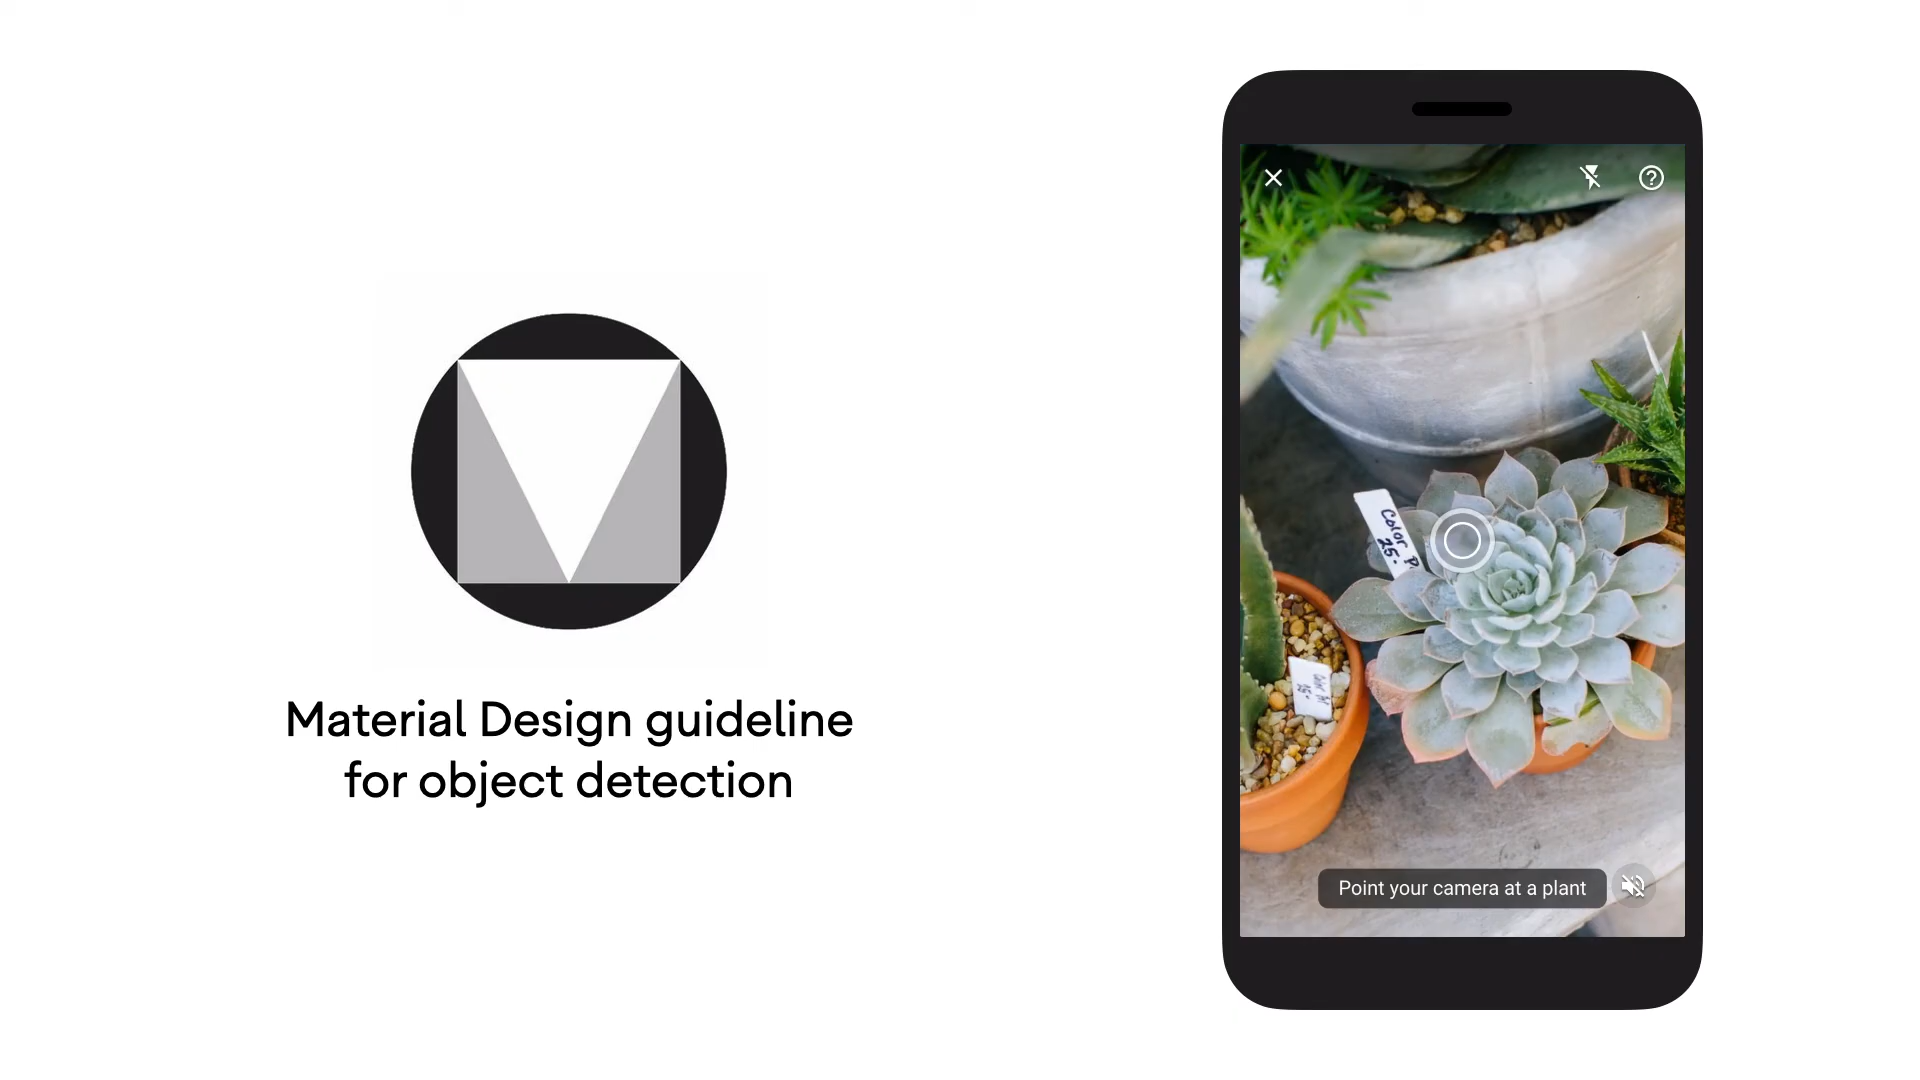 Material Design guideline
for object detection
Color P
25-
Point your camera at a plant